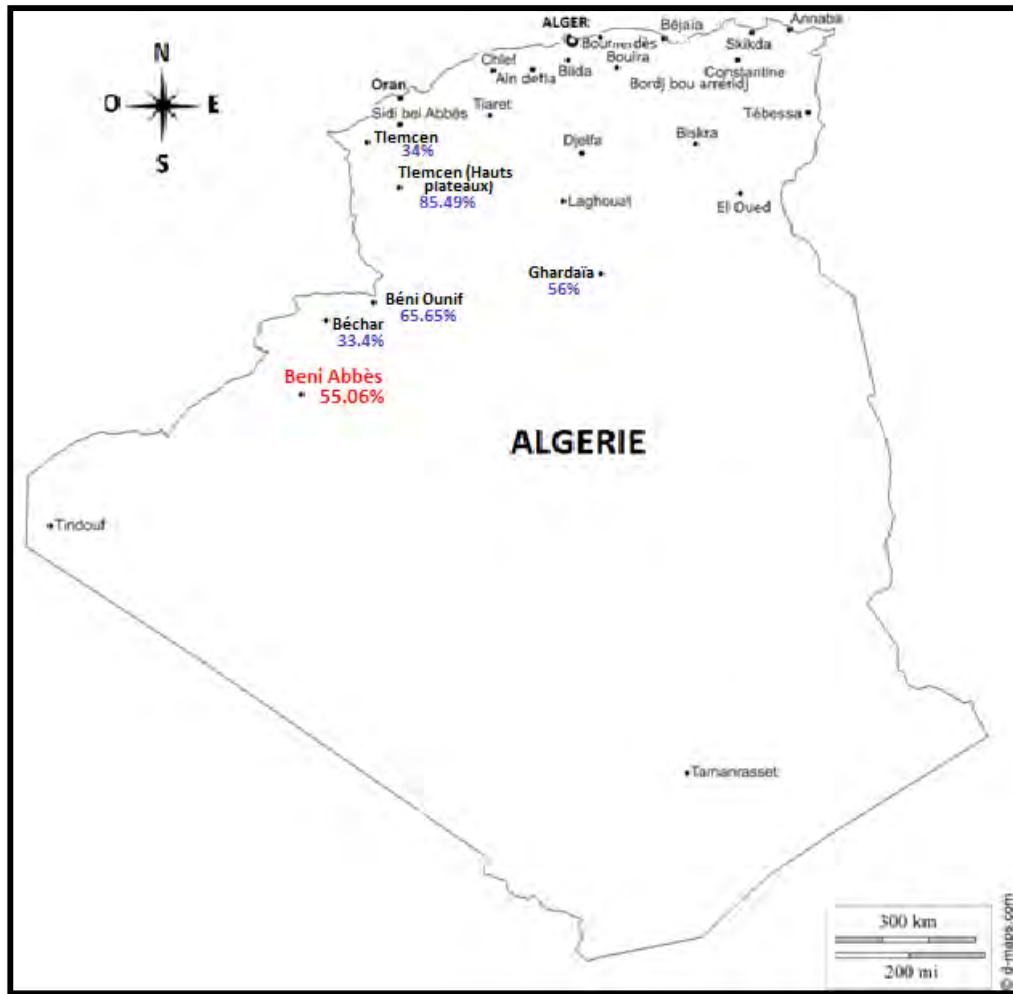 N
O
E
S
ALGER
Annaba
Béjaïa
Skikda
Boumerdès
Chlef
Ain defla
Blida
Bouira
Constantine
Bordj bou arréridj
Oran
Tiaret
Sidi bel Abbès
Tébessa
Tlemcen
34%
Djelfa
Biskra
Tlemcen (Hauts
plateaux)
85.49%
Laghouat
El Oued
Ghardaïa
56%
Béni Ounif
65.65%
Béchar
33.4%
Beni Abbès
55.06%
ALGERIE
Tindouf
Tamanrasset
300 km
200 mi
© d-maps.com